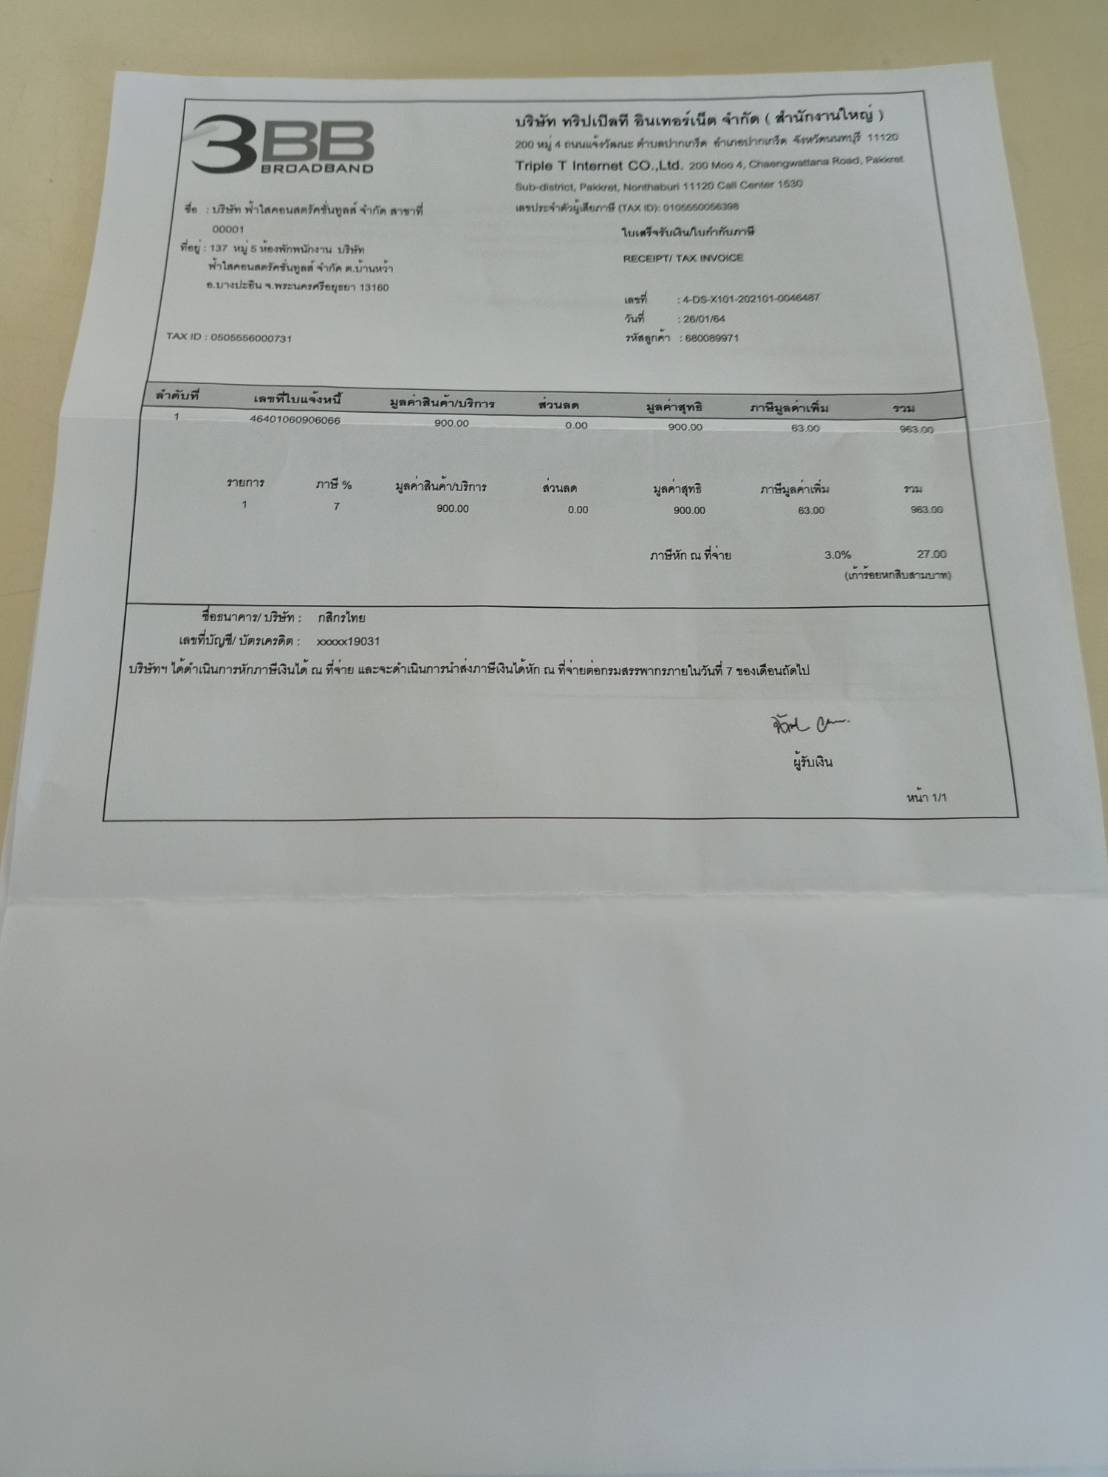 3BB
BROADBAND
บริษัท ทริปเปิลที อินเทอร์เน็ต จำกัด ( สำนักงานใหญ่ )
200 หมู่ 4 ถนนแจ้งวัฒนะ ตำบลปากเกร็ด อำเภอปากเกร็ด จังหวัดนนทบุรี 11120
Triple T Internet CO.,Ltd. 200 Moo 4, Chaengwattana Road, Pakkret
Sub-district, Pakkret, Nonthaburi 11120 Call Center 1530
เลขประจำตัวผู้เสียภาษี (TAX ID): 0105550056398
ชื่อ : บริษัท ฟ้าใสคอนสตรัคชั่นทูลส์ จำกัด สาขาที่
00001
ที่อยู่ : 137 หมู่ 5 ห้องพักพนักงาน บริษัท
ฟ้าใสคอนสตรัคชั่นทูลส์ จำกัด ต.บ้านหว้า
อ.บางปะอิน จ.พระนครศรีอยุธยา 13160
TAX ID : 0505556000731
ใบเสร็จรับเงิน/ใบกำกับภาษี
RECEIPT/ TAX INVOICE
เลขที่ : 4-DS-X101-202101-0046487
วันที่ : 26/01/64
รหัสลูกค้า : 680089971
ลำดับที่ เลขที่ใบแจ้งหนี้ มูลค่าสินค้า/บริการ ส่วนลด มูลค่าสุทธิ ภาษีมูลค่าเพิ่ม รวม
1 46401060906066 900.00 0.00 900.00 63.00 963.00
รายการ ภาษี % มูลค่าสินค้า/บริการ ส่วนลด มูลค่าสุทธิ ภาษีมูลค่าเพิ่ม รวม
1 7 900.00 0.00 900.00 63.00 963.00
ภาษีหัก ณ ที่จ่าย 3.0% 27.00
(เก้าร้อยหกสิบสามบาท)
ชื่อธนาคาร/ บริษัท : กสิกรไทย
เลขที่บัญชี/ บัตรเครดิต : xxxxx19031
บริษัทฯ ได้ดำเนินการหักภาษีเงินได้ ณ ที่จ่าย และจะดำเนินการนำส่งภาษีเงินได้หัก ณ ที่จ่ายต่อกรมสรรพากรภายในวันที่ 7 ของเดือนถัดไป
ผู้รับเงิน
หน้า 1/1